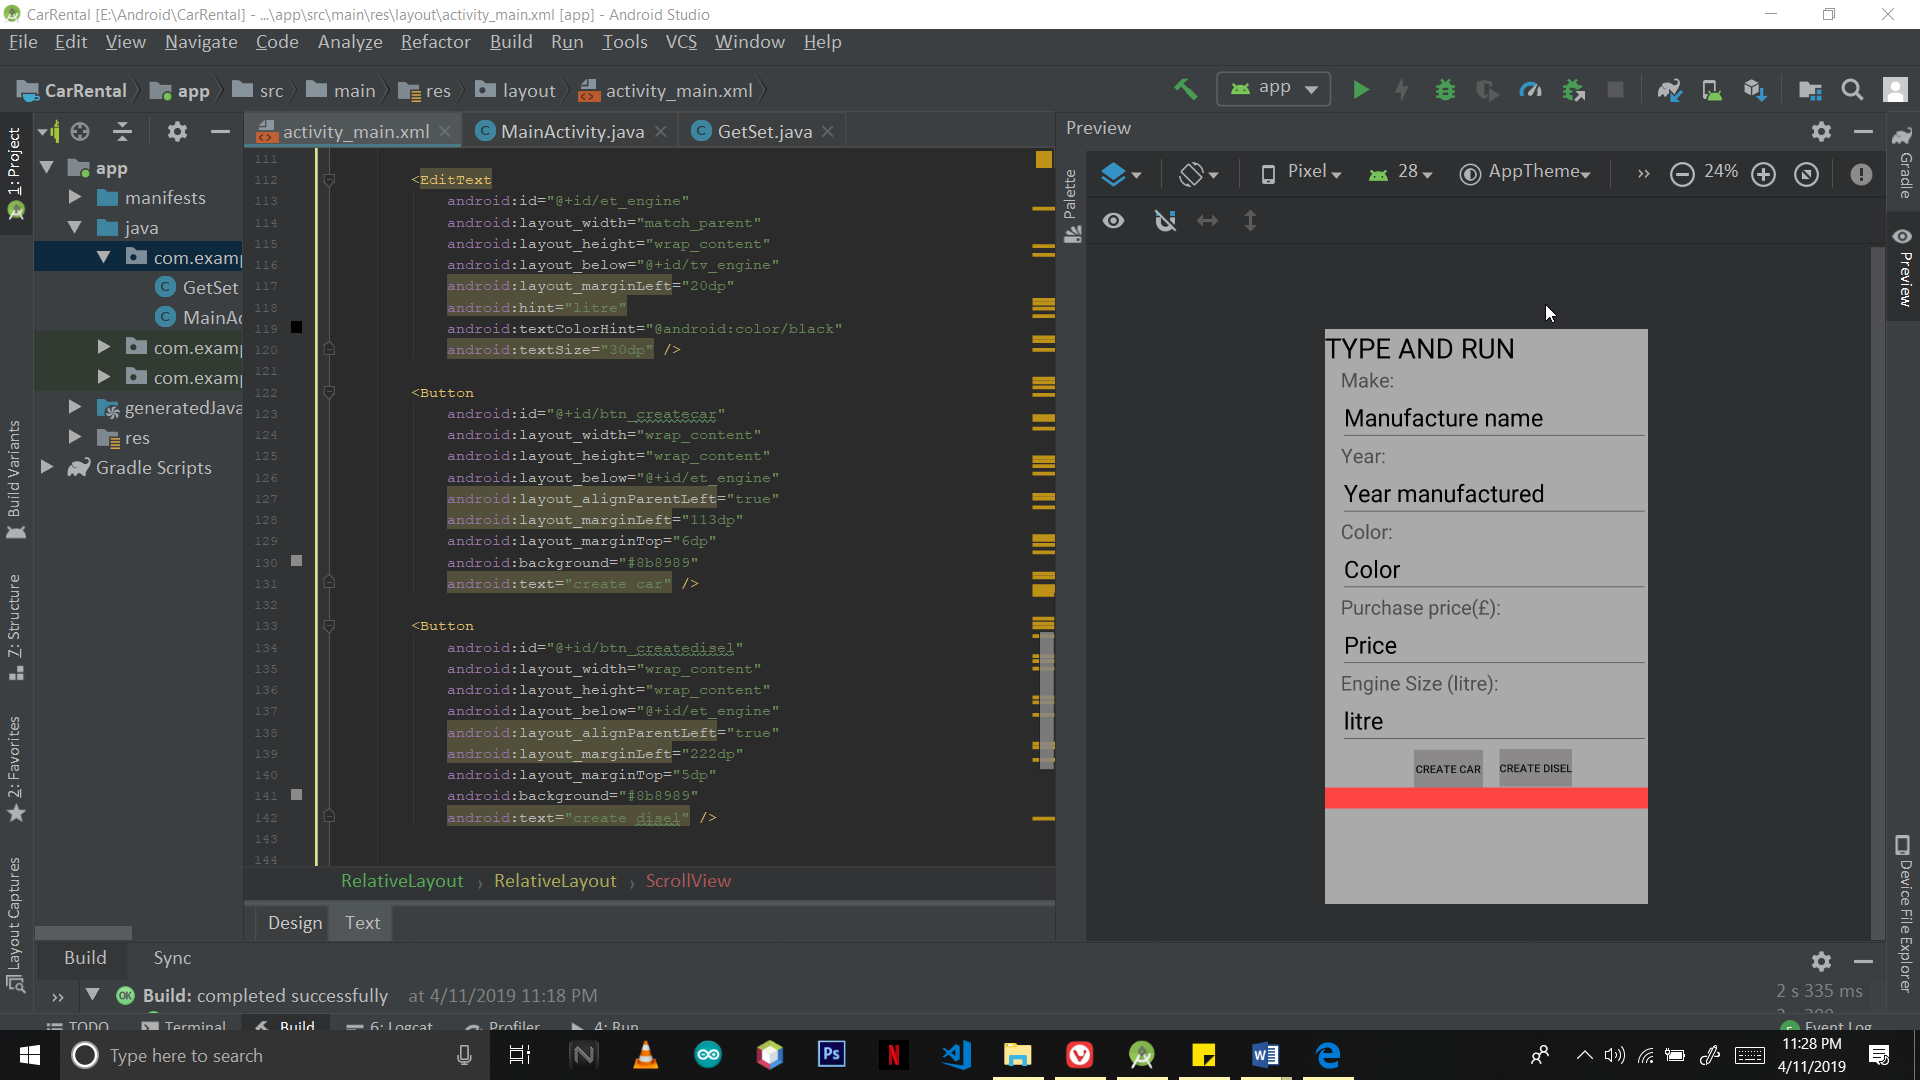 CarRental [E:\Android\CarRental] - ...\app\src\main\res\layout\activity_main.xml [app] - Android Studio
File Edit View Navigate Code Analyze Refactor Build Run Tools VCS Window Help
CarRental app src main res layout activity_main.xml
app
activity_main.xml MainActivity.java GetSet.java
Preview
1: Project
app
manifests
java
com.examp
GetSet
MainAc
com.examp
com.examp
generatedJava
res
Gradle Scripts
Build Variants
7: Structure
2: Favorites
Layout Captures
111
112 <EditText
113 android:id="@+id/et_engine"
114 android:layout_width="match_parent"
115 android:layout_height="wrap_content"
116 android:layout_below="@+id/tv_engine"
117 android:layout_marginLeft="20dp"
118 android:hint="litre"
119 android:textColorHint="@android:color/black"
120 android:textSize="30dp" />
121
122 <Button
123 android:id="@+id/btn_createcar"
124 android:layout_width="wrap_content"
125 android:layout_height="wrap_content"
126 android:layout_below="@+id/et_engine"
127 android:layout_alignParentLeft="true"
128 android:layout_marginLeft="113dp"
129 android:layout_marginTop="6dp"
130 android:background="#8b8989"
131 android:text="create car" />
132
133 <Button
134 android:id="@+id/btn_createdisel"
135 android:layout_width="wrap_content"
136 android:layout_height="wrap_content"
137 android:layout_below="@+id/et_engine"
138 android:layout_alignParentLeft="true"
139 android:layout_marginLeft="222dp"
140 android:layout_marginTop="5dp"
141 android:background="#8b8989"
142 android:text="create disel" />
143
144
RelativeLayout › RelativeLayout › ScrollView
Design Text
Palette
Pixel 28 AppTheme » 24%
TYPE AND RUN
Make:
Manufacture name
Year:
Year manufactured
Color:
Color
Purchase price(£):
Price
Engine Size (litre):
litre
CREATE CAR CREATE DISEL
Gradle
Preview
Device File Explorer
Build Sync
» OK Build: completed successfully at 4/11/2019 11:18 PM
2 s 335 ms
TODO Terminal Build 6: Logcat Profiler 4: Run Event Log
Type here to search
Ps
11:28 PM
4/11/2019